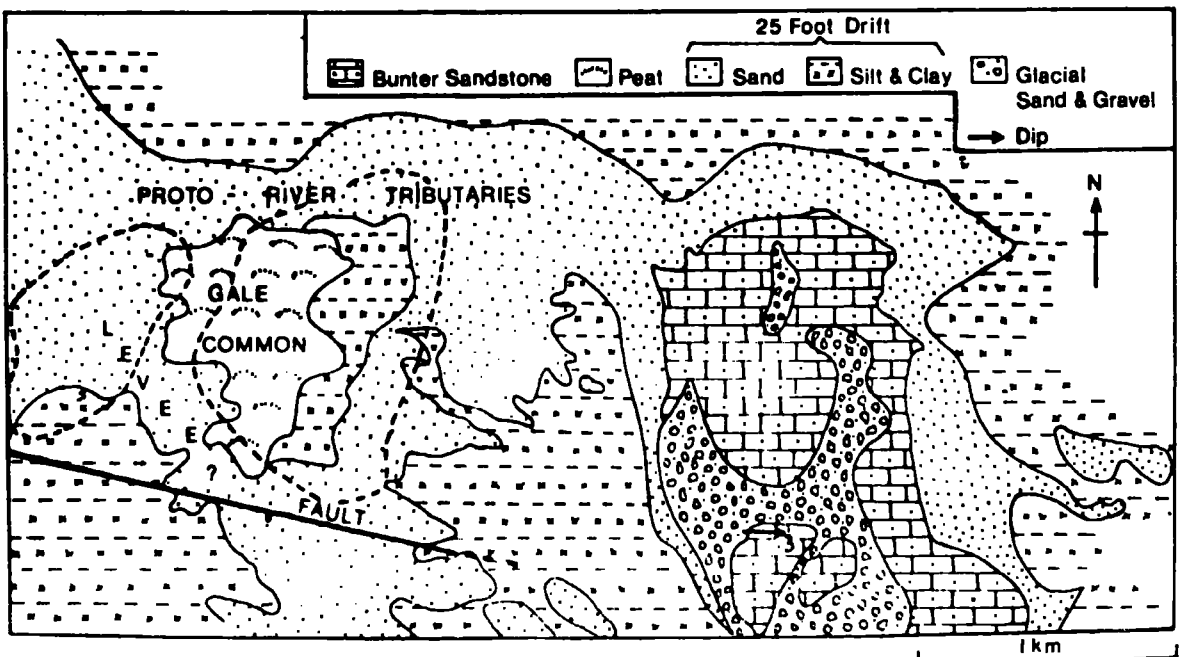 25 Foot Drift
Bunter Sandstone Peat Sand Silt & Clay Glacial
Sand & Gravel
Dip
N
PROTO - RIVER TRIBUTARIES
GALE
COMMON
L
E
V
E
E
?
FAULT
1 km